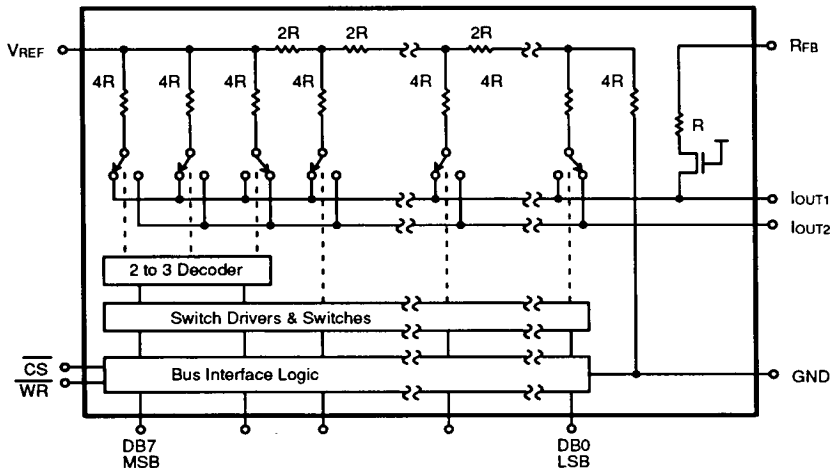 2R 2R 2R
VREF RFB
4R 4R 4R 4R 4R 4R 4R
R
IOUT1
IOUT2
2 to 3 Decoder
Switch Drivers & Switches
CS
WR
Bus Interface Logic
GND
DB7
MSB
DB0
LSB